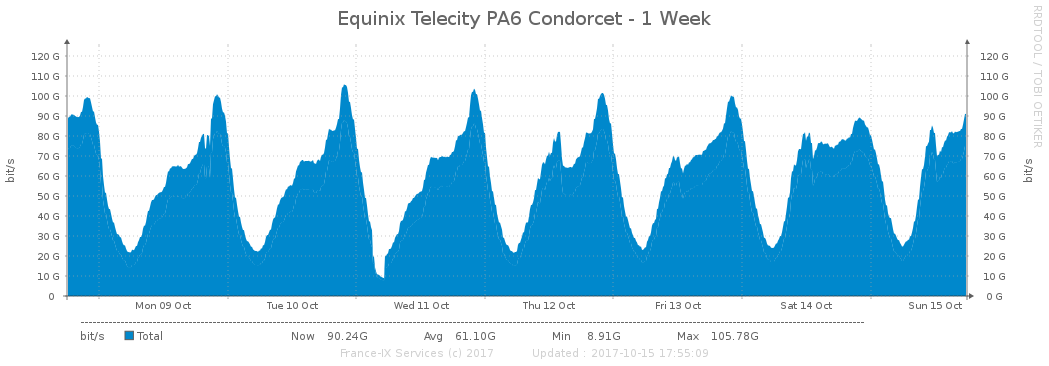 Equinix Telecity PA6 Condorcet - 1 Week
RRDTOOL / TOBI OETIKER
bit/s
120 G 120 G
110 G 110 G
100 G 100 G
90 G 90 G
80 G 80 G
70 G 70 G
60 G 60 G
50 G 50 G
40 G 40 G
30 G 30 G
20 G 20 G
10 G 10 G
0 0 G
bit/s
Mon 09 Oct Tue 10 Oct Wed 11 Oct Thu 12 Oct Fri 13 Oct Sat 14 Oct Sun 15 Oct
bit/s Total Now 90.24G Avg 61.10G Min 8.91G Max 105.78G
France-IX Services (c) 2017 Updated : 2017-10-15 17:55:09